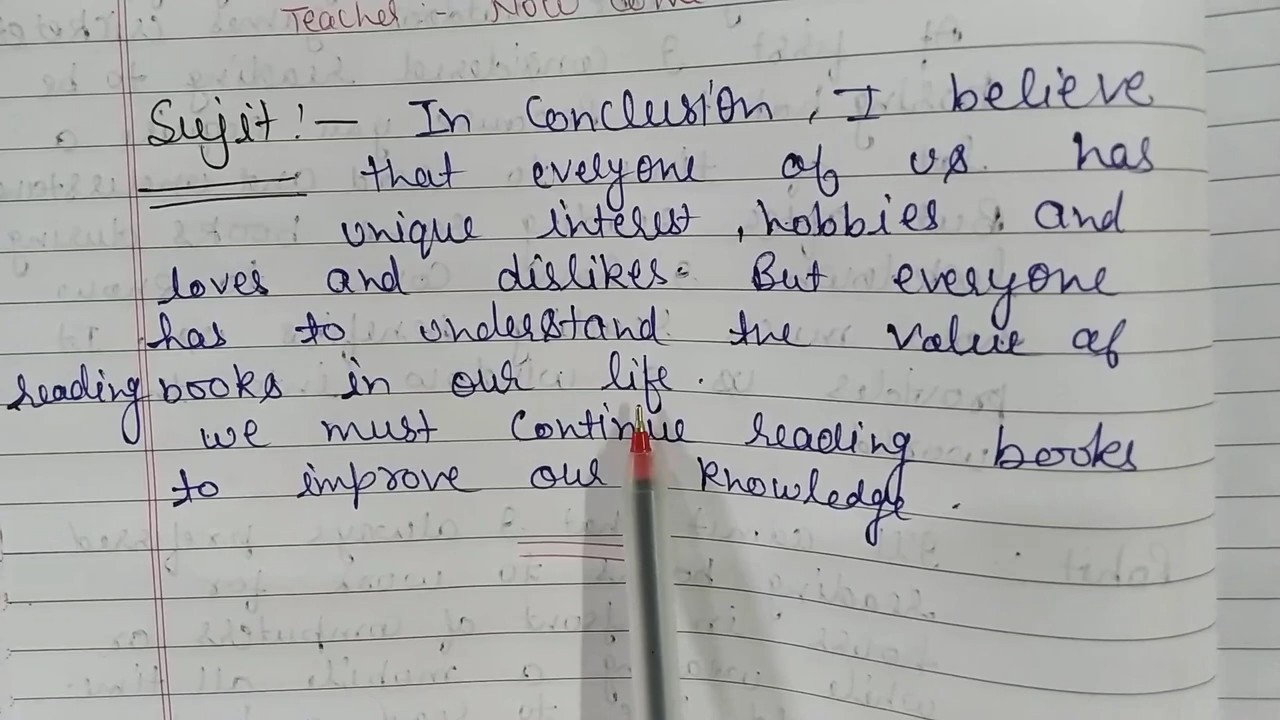 Teacher :- Now
Sujit :- In conclusion, I believe
that everyone of us has
unique interest, hobbies, and
loves and dislikes. But everyone
has to understand the value of
reading books in our life.
we must continue reading books
to improve our knowledge.